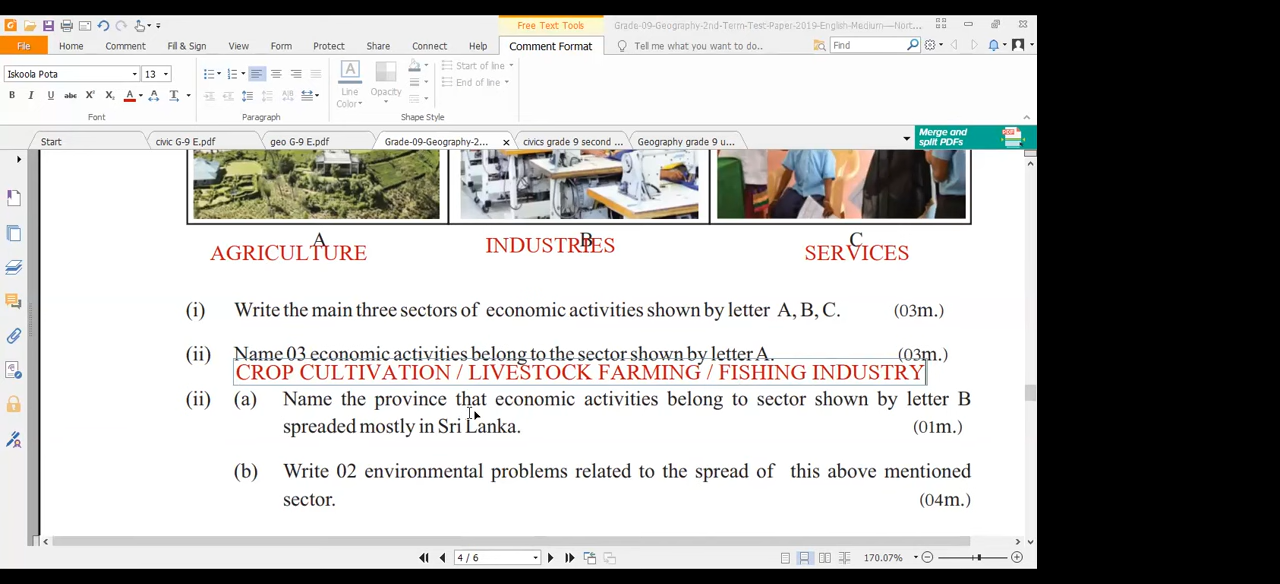 Free Text Tools
Grade-09-Geography-2nd-Term-Test-Paper-2019-English-Medium—Nor...
File Home Comment Fill & Sign View Form Protect Share Connect Help Comment Format Tell me what you want to do.. Find
Iskoola Pota 13
Start of line
End of line
B I U abc X² X₂ A A T
Line Color Opacity
Font Paragraph Shape Style
Start civic G-9 E.pdf geo G-9 E.pdf Grade-09-Geography-2... civics grade 9 second ... Geography grade 9 u...
Merge and split PDFs
A B C
AGRICULTURE INDUSTRIES SERVICES
(i) Write the main three sectors of economic activities shown by letter A, B, C. (03m.)
(ii) Name 03 economic activities belong to the sector shown by letter A. (03m.)
CROP CULTIVATION / LIVESTOCK FARMING / FISHING INDUSTRY
(ii) (a) Name the province that economic activities belong to sector shown by letter B
spreaded mostly in Sri Lanka. (01m.)
(b) Write 02 environmental problems related to the spread of this above mentioned
sector. (04m.)
4 / 6 170.07%